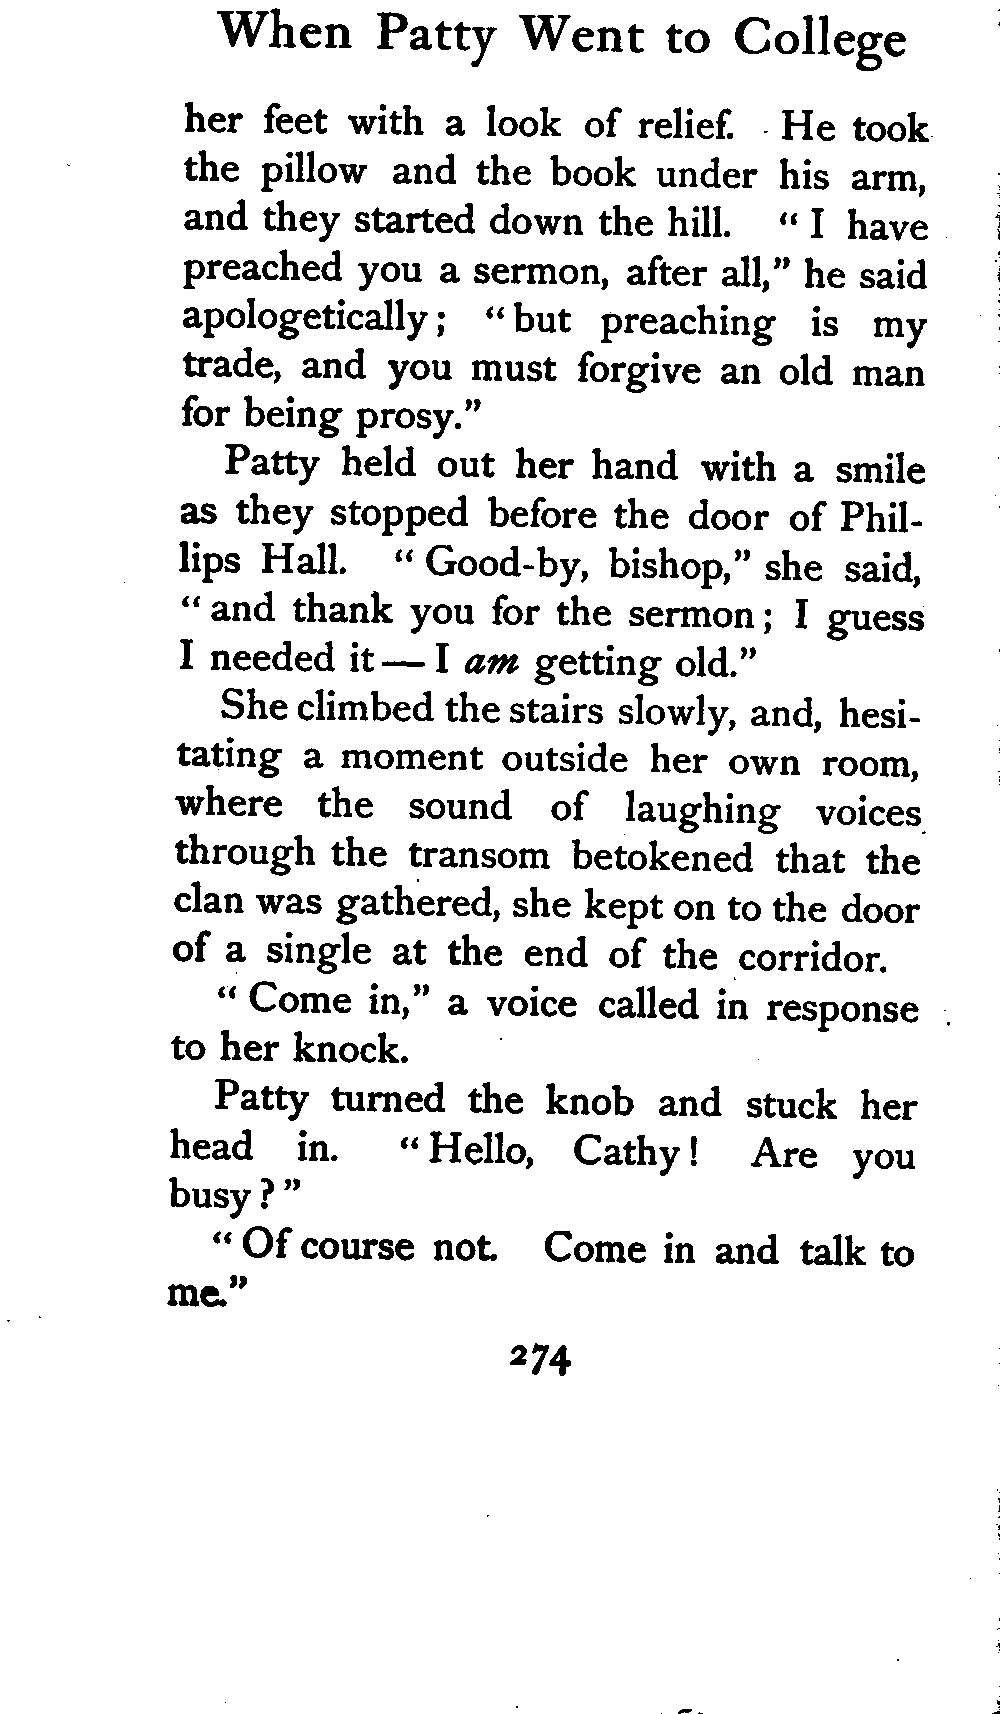 When Patty Went to College
her feet with a look of relief. He took
the pillow and the book under his arm,
and they started down the hill. “ I have
preached you a sermon, after all,” he said
apologetically ; “ but preaching is my
trade, and you must forgive an old man
for being prosy.”
Patty held out her hand with a smile
as they stopped before the door of Phil-
lips Hall. “ Good-by, bishop,” she said,
“ and thank you for the sermon ; I guess
I needed it — I am getting old.”
She climbed the stairs slowly, and, hesi-
tating a moment outside her own room,
where the sound of laughing voices
through the transom betokened that the
clan was gathered, she kept on to the door
of a single at the end of the corridor.
“ Come in,” a voice called in response
to her knock.
Patty turned the knob and stuck her
head in. “ Hello, Cathy ! Are you
busy ? ”
“ Of course not. Come in and talk to
me.”
274